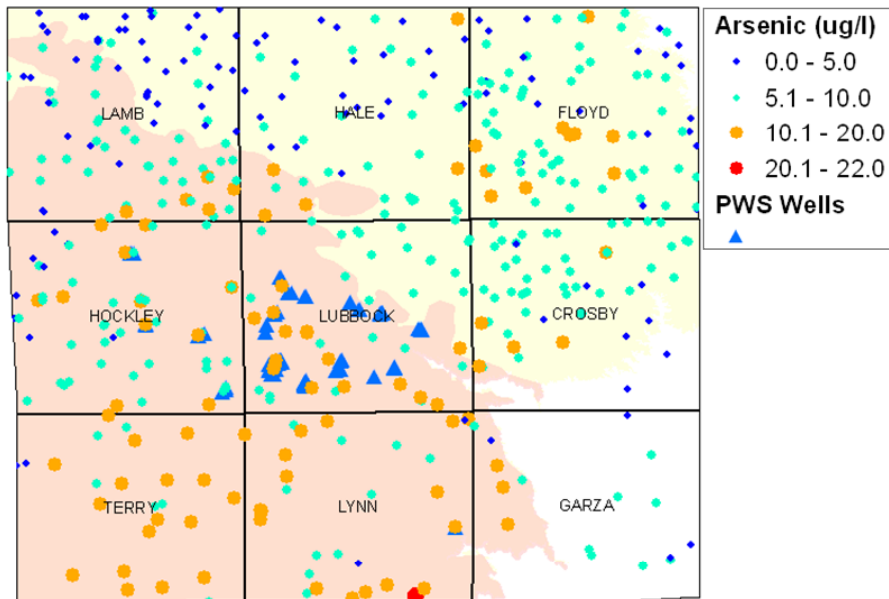 Arsenic (ug/l)
0.0 - 5.0
5.1 - 10.0
10.1 - 20.0
20.1 - 22.0
PWS Wells
LAMB
HALE
FLOYD
HOCKLEY
LUBBOCK
CROSBY
TERRY
LYNN
GARZA